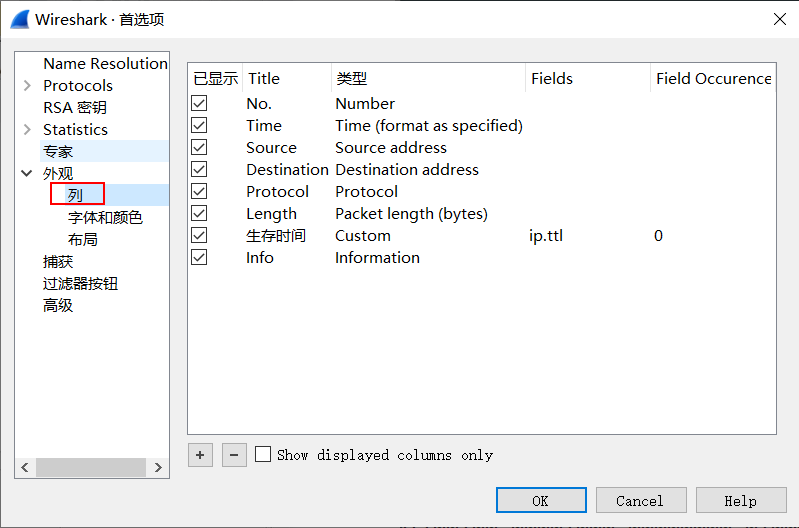 Wireshark · 首选项
Name Resolution
Protocols
RSA 密钥
Statistics
专家
外观
列
字体和颜色
布局
捕获
过滤器按钮
高级
已显示 Title 类型 Fields Field Occurence
No. Number
Time Time (format as specified)
Source Source address
Destination Destination address
Protocol Protocol
Length Packet length (bytes)
生存时间 Custom ip.ttl 0
Info Information
+ − Show displayed columns only
OK Cancel Help